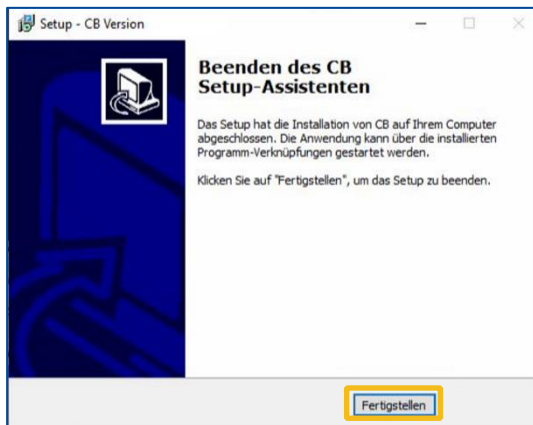 Setup - CB Version
Beenden des CB
Setup-Assistenten
Das Setup hat die Installation von CB auf Ihrem Computer
abgeschlossen. Die Anwendung kann über die installierten
Programm-Verknüpfungen gestartet werden.
Klicken Sie auf "Fertigstellen", um das Setup zu beenden.
Fertigstellen